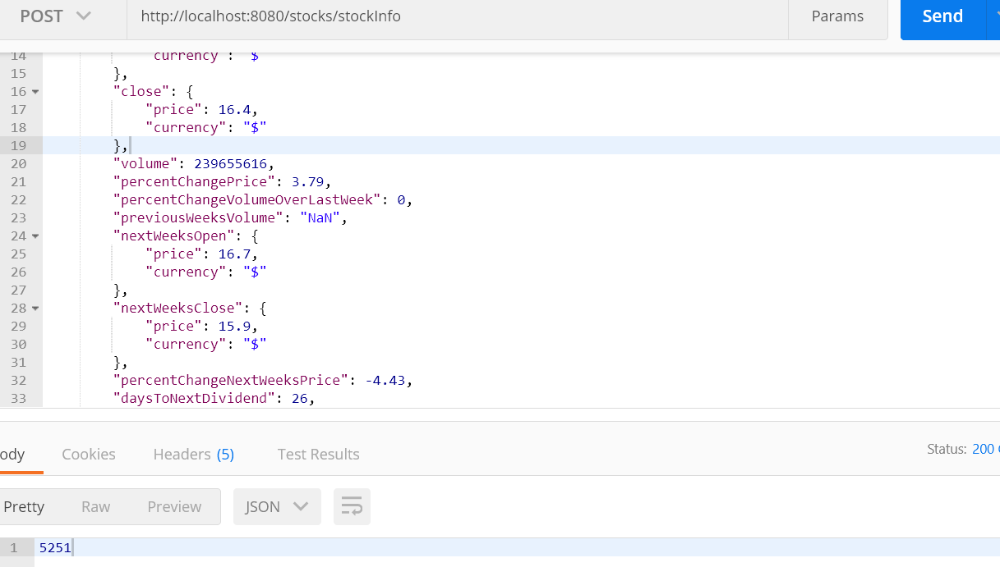 POST http://localhost:8080/stocks/stockInfo Params Send
14 "currency": "$"
15 },
16 "close": {
17 "price": 16.4,
18 "currency": "$"
19 },
20 "volume": 239655616,
21 "percentChangePrice": 3.79,
22 "percentChangeVolumeOverLastWeek": 0,
23 "previousWeeksVolume": "NaN",
24 "nextWeeksOpen": {
25 "price": 16.7,
26 "currency": "$"
27 },
28 "nextWeeksClose": {
29 "price": 15.9,
30 "currency": "$"
31 },
32 "percentChangeNextWeeksPrice": -4.43,
33 "daysToNextDividend": 26,
ody Cookies Headers (5) Test Results Status: 200
Pretty Raw Preview JSON
1 5251